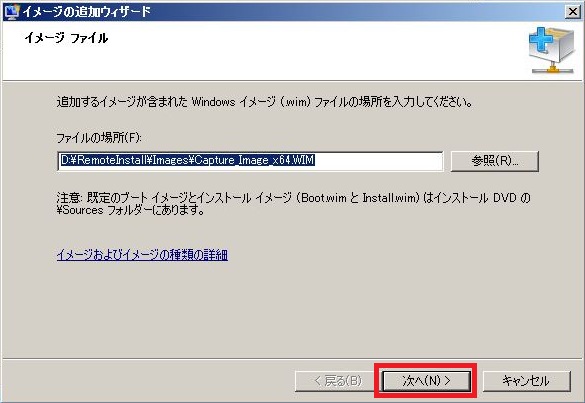 イメージの追加ウィザード
イメージ ファイル
追加するイメージが含まれた Windows イメージ (.wim) ファイルの場所を入力してください。
ファイルの場所(F):
D:¥RemoteInstall¥Images¥Capture_Image_x64.WIM
参照(R)...
注意: 既定のブート イメージとインストール イメージ (Boot.wim と Install.wim) はインストール DVD の
¥Sources フォルダーにあります。
イメージおよびイメージの種類の詳細
< 戻る(B)
次へ(N) >
キャンセル